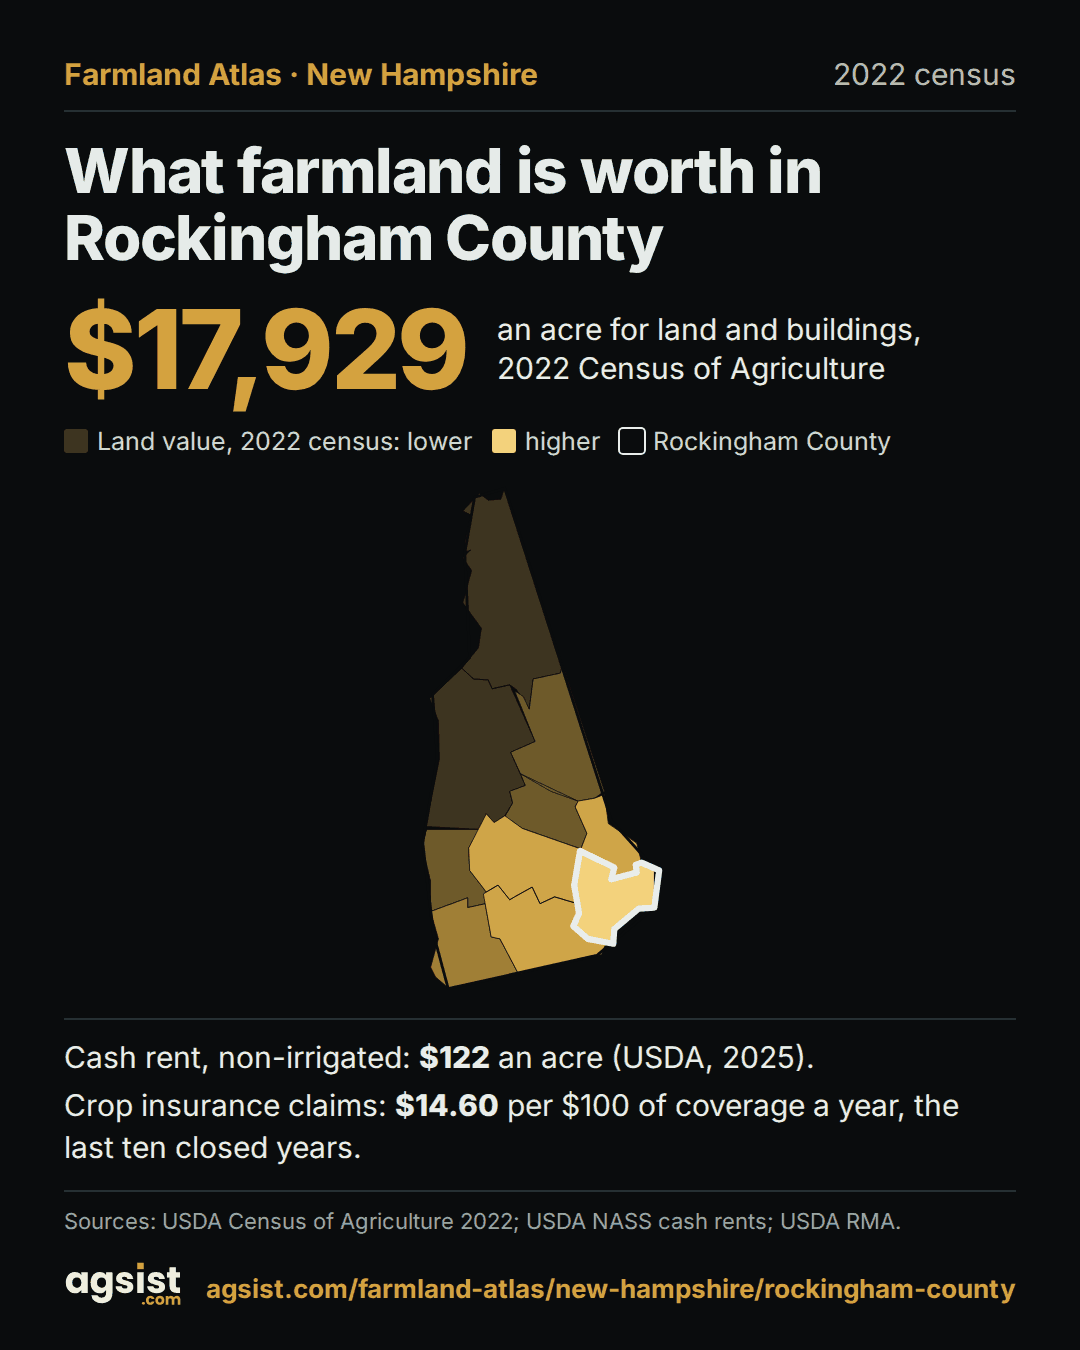 Farmland Atlas · New Hampshire
2022 census
What farmland is worth in
Rockingham County
$17,929
an acre for land and buildings,
2022 Census of Agriculture
Land value, 2022 census: lower
higher
Rockingham County
Cash rent, non-irrigated: $122 an acre (USDA, 2025).
Crop insurance claims: $14.60 per $100 of coverage a year, the
last ten closed years.
Sources: USDA Census of Agriculture 2022; USDA NASS cash rents; USDA RMA.
agsist
.com
agsist.com/farmland-atlas/new-hampshire/rockingham-county